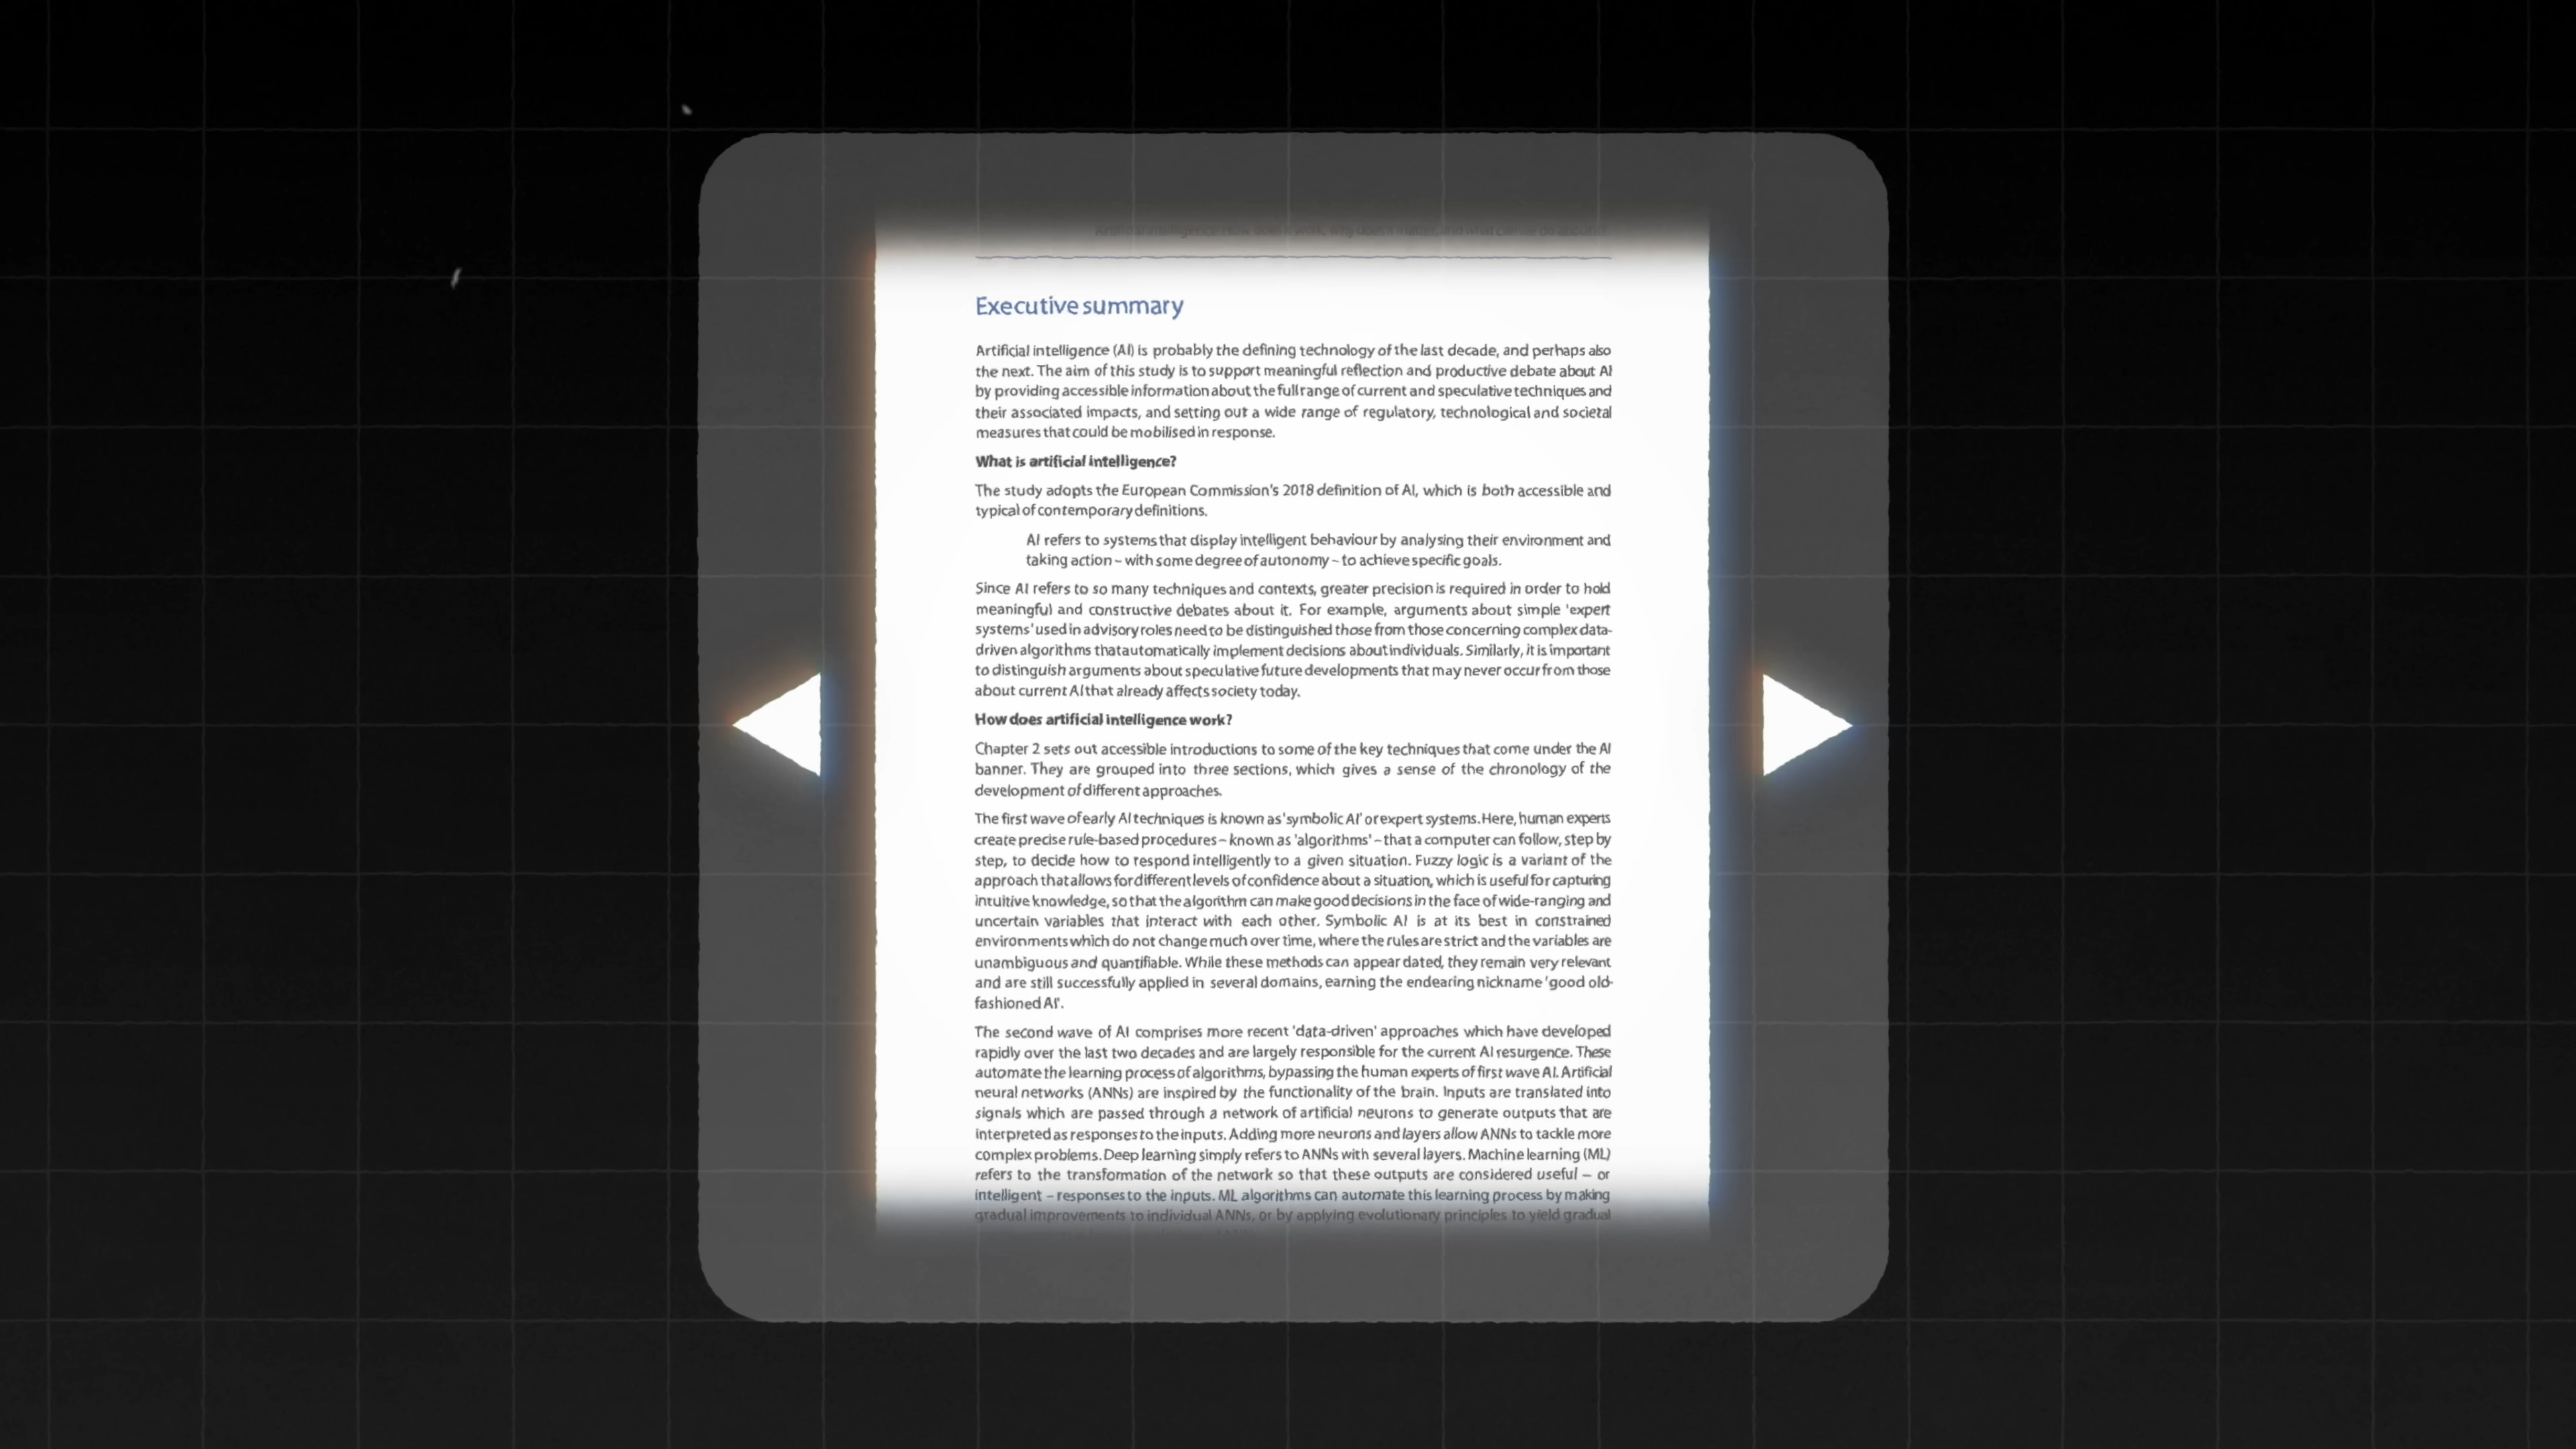 Artificial intelligence: How does it work, why does it matter, and what can we do about it?
Executive summary
Artificial intelligence (AI) is probably the defining technology of the last decade, and perhaps also
the next. The aim of this study is to support meaningful reflection and productive debate about AI
by providing accessible information about the full range of current and speculative techniques and
their associated impacts, and setting out a wide range of regulatory, technological and societal
measures that could be mobilised in response.
What is artificial intelligence?
The study adopts the European Commission's 2018 definition of AI, which is both accessible and
typical of contemporary definitions.
AI refers to systems that display intelligent behaviour by analysing their environment and
taking action – with some degree of autonomy – to achieve specific goals.
Since AI refers to so many techniques and contexts, greater precision is required in order to hold
meaningful and constructive debates about it. For example, arguments about simple 'expert
systems' used in advisory roles need to be distinguished those from those concerning complex data-
driven algorithms that automatically implement decisions about individuals. Similarly, it is important
to distinguish arguments about speculative future developments that may never occur from those
about current AI that already affects society today.
How does artificial intelligence work?
Chapter 2 sets out accessible introductions to some of the key techniques that come under the AI
banner. They are grouped into three sections, which gives a sense of the chronology of the
development of different approaches.
The first wave of early AI techniques is known as 'symbolic AI' or expert systems. Here, human experts
create precise rule-based procedures – known as 'algorithms' – that a computer can follow, step by
step, to decide how to respond intelligently to a given situation. Fuzzy logic is a variant of the
approach that allows for different levels of confidence about a situation, which is useful for capturing
intuitive knowledge, so that the algorithm can make good decisions in the face of wide-ranging and
uncertain variables that interact with each other. Symbolic AI is at its best in constrained
environments which do not change much over time, where the rules are strict and the variables are
unambiguous and quantifiable. While these methods can appear dated, they remain very relevant
and are still successfully applied in several domains, earning the endearing nickname 'good old-
fashioned AI'.
The second wave of AI comprises more recent 'data-driven' approaches which have developed
rapidly over the last two decades and are largely responsible for the current AI resurgence. These
automate the learning process of algorithms, bypassing the human experts of first wave AI. Artificial
neural networks (ANNs) are inspired by the functionality of the brain. Inputs are translated into
signals which are passed through a network of artificial neurons to generate outputs that are
interpreted as responses to the inputs. Adding more neurons and layers allow ANNs to tackle more
complex problems. Deep learning simply refers to ANNs with several layers. Machine learning (ML)
refers to the transformation of the network so that these outputs are considered useful – or
intelligent – responses to the inputs. ML algorithms can automate this learning process by making
gradual improvements to individual ANNs, or by applying evolutionary principles to yield gradual